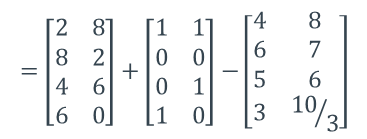 = [2 8] + [1 1] − [4 8]
[8 2] [0 0] [6 7]
[4 6] [0 1] [5 6]
[6 0] [1 0] [3 10/3]